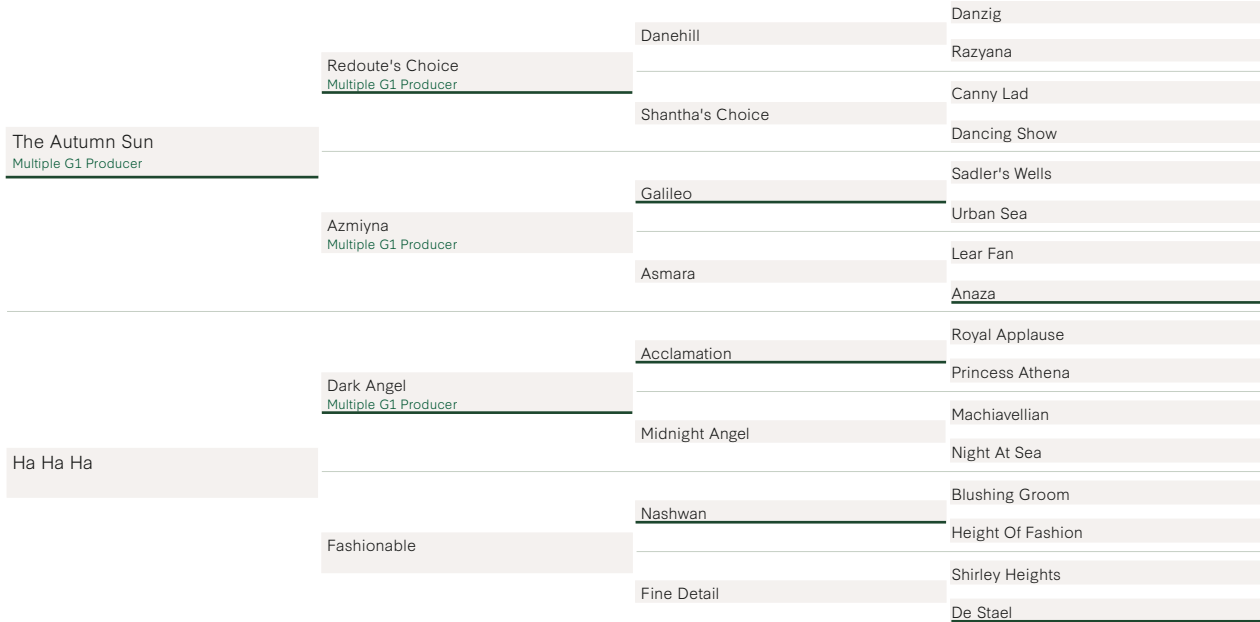 The Autumn Sun
Multiple G1 Producer
Ha Ha Ha
Redoute's Choice
Multiple G1 Producer
Azmiyna
Multiple G1 Producer
Dark Angel
Multiple G1 Producer
Fashionable
Danehill
Shantha's Choice
Galileo
Asmara
Acclamation
Midnight Angel
Nashwan
Fine Detail
Danzig
Razyana
Canny Lad
Dancing Show
Sadler's Wells
Urban Sea
Lear Fan
Anaza
Royal Applause
Princess Athena
Machiavellian
Night At Sea
Blushing Groom
Height Of Fashion
Shirley Heights
De Stael